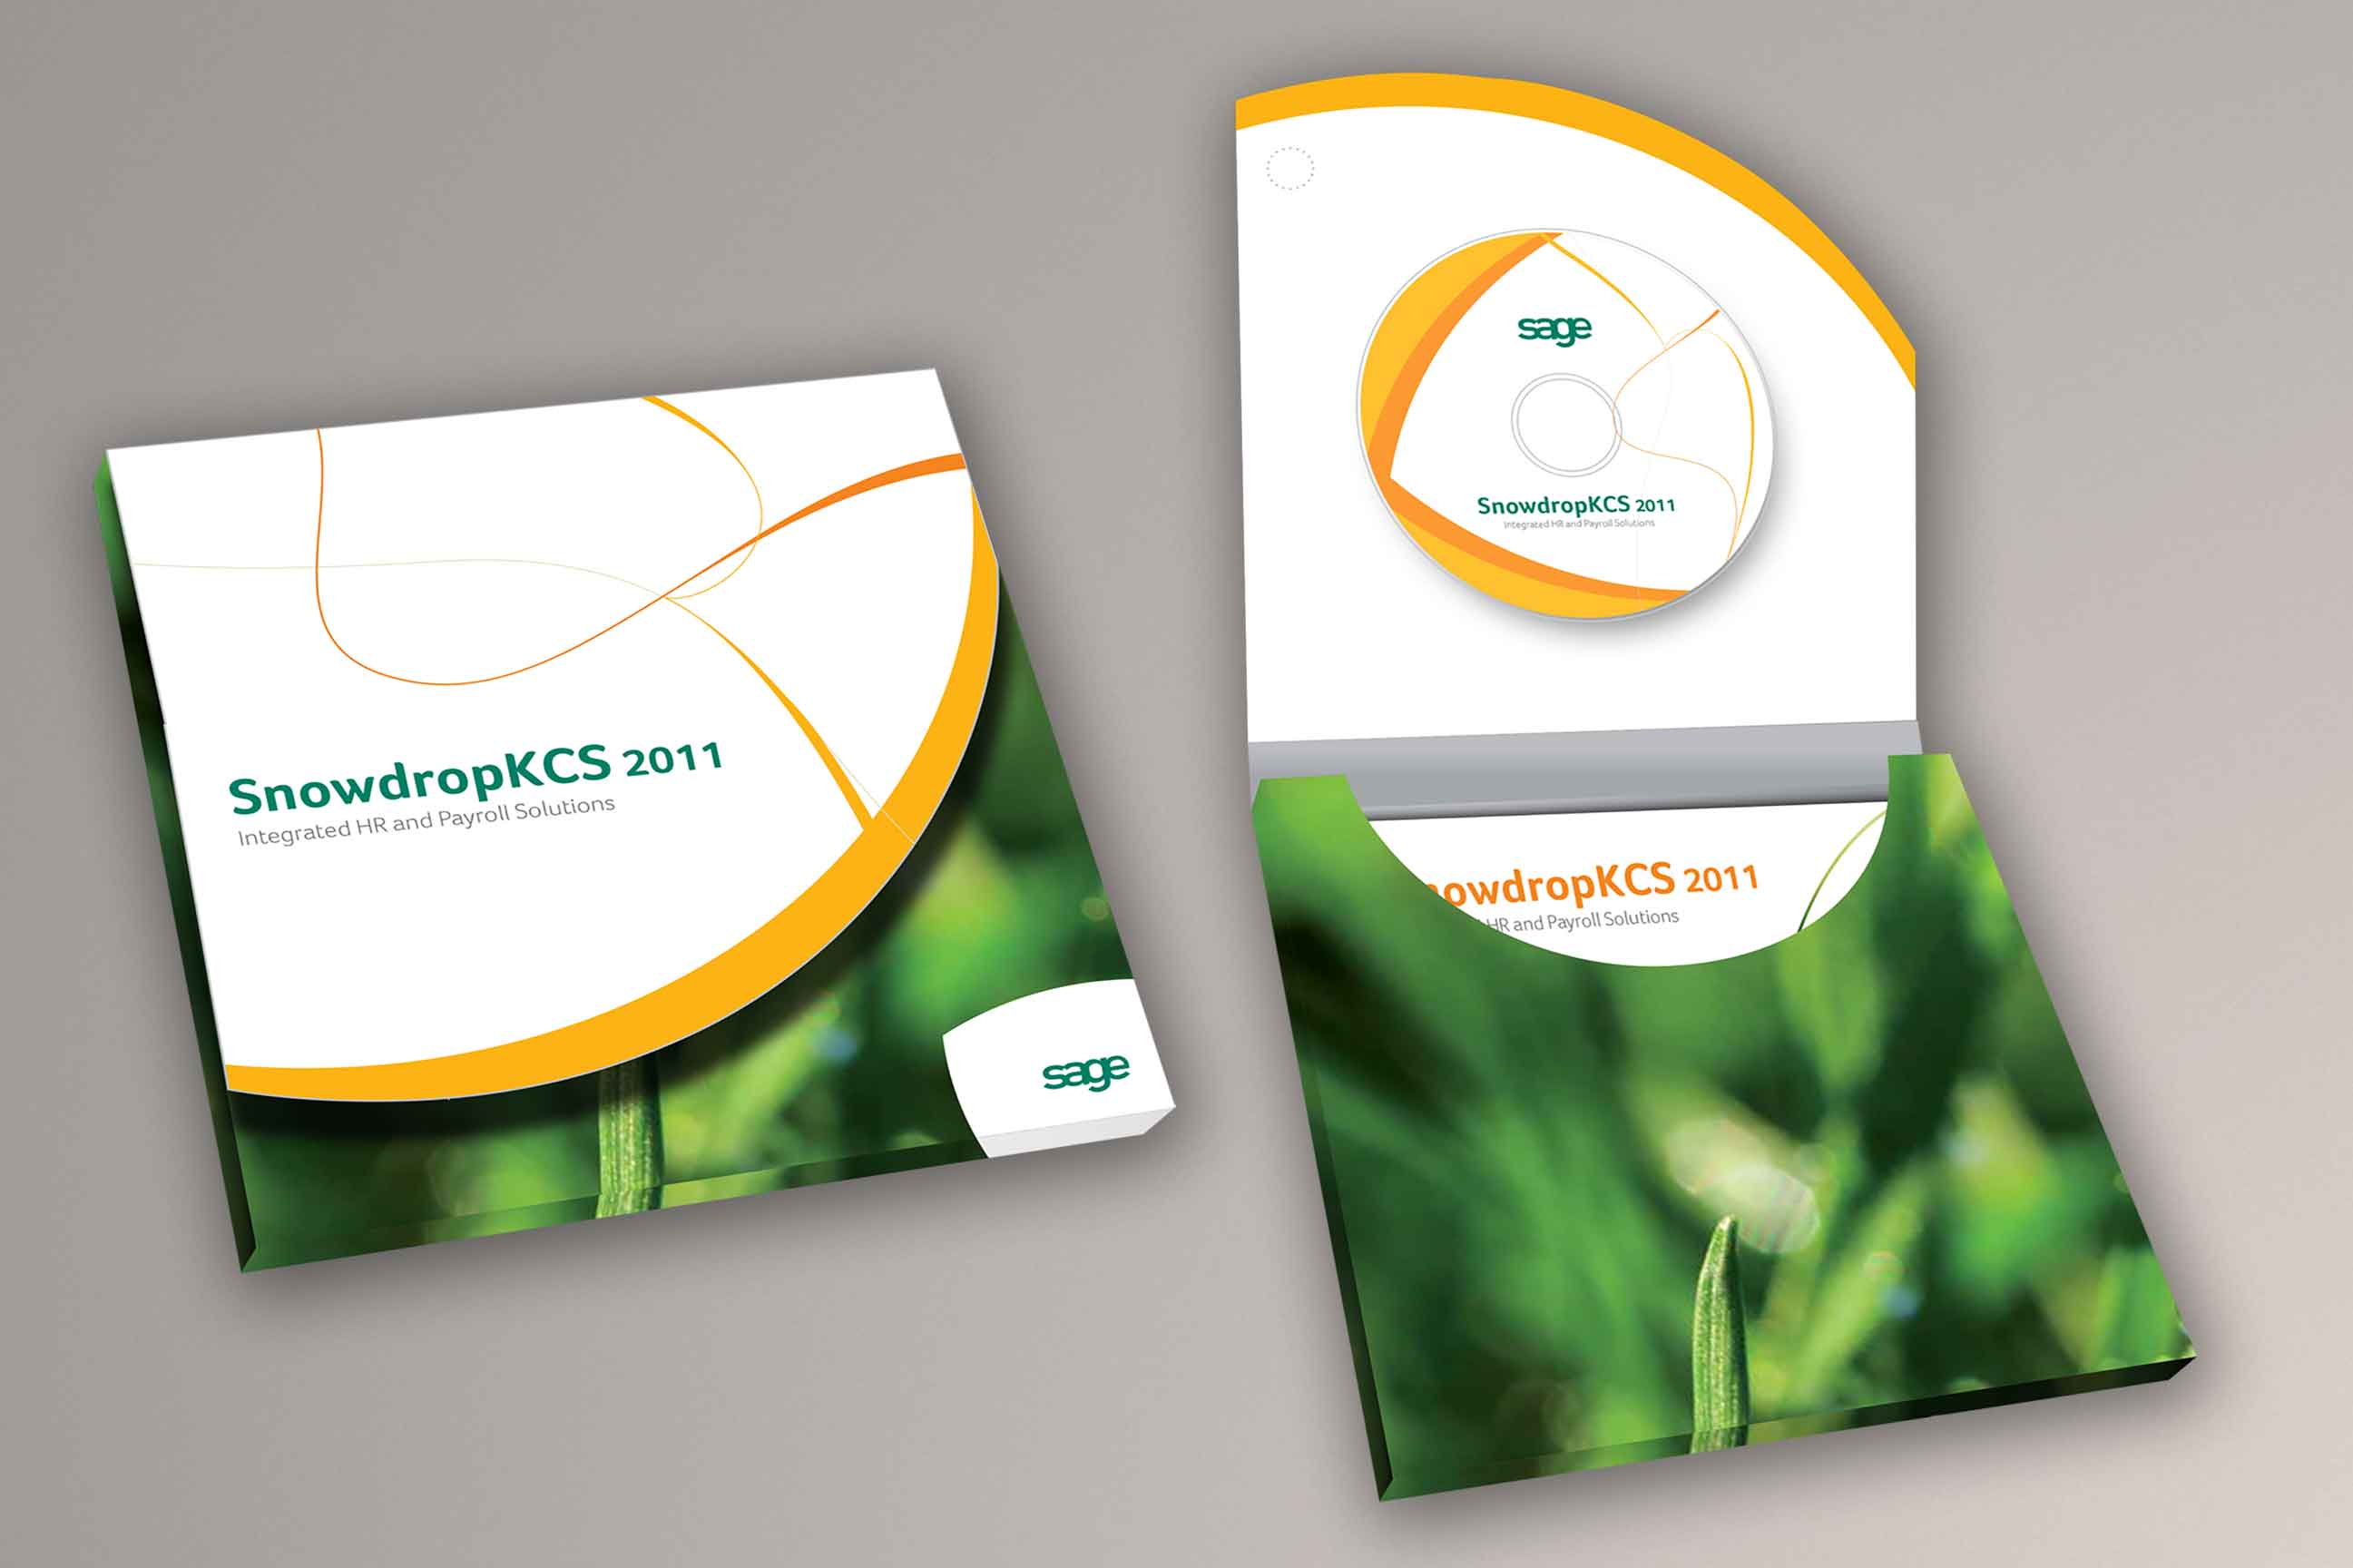 SnowdropKCS 2011
Integrated HR and Payroll Solutions
sage
sage
SnowdropKCS 2011
Integrated HR and Payroll Solutions
owdropKCS 2011
HR and Payroll Solutions